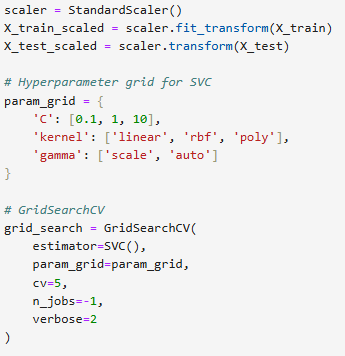 scaler = StandardScaler()
X_train_scaled = scaler.fit_transform(X_train)
X_test_scaled = scaler.transform(X_test)

# Hyperparameter grid for SVC
param_grid = {
    'C': [0.1, 1, 10],
    'kernel': ['linear', 'rbf', 'poly'],
    'gamma': ['scale', 'auto']
}

# GridSearchCV
grid_search = GridSearchCV(
    estimator=SVC(),
    param_grid=param_grid,
    cv=5,
    n_jobs=-1,
    verbose=2
)